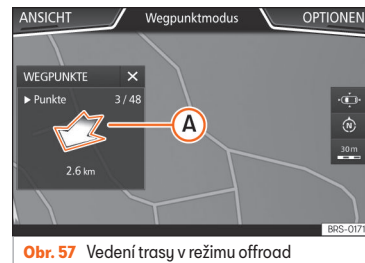 ANSICHT Wegpunktmodus OPTIONEN
WEGPUNKTE
Punkte 3 / 48
A
2.6 km
N
30 m
BRS-0171
Obr. 57 Vedení trasy v režimu offroad